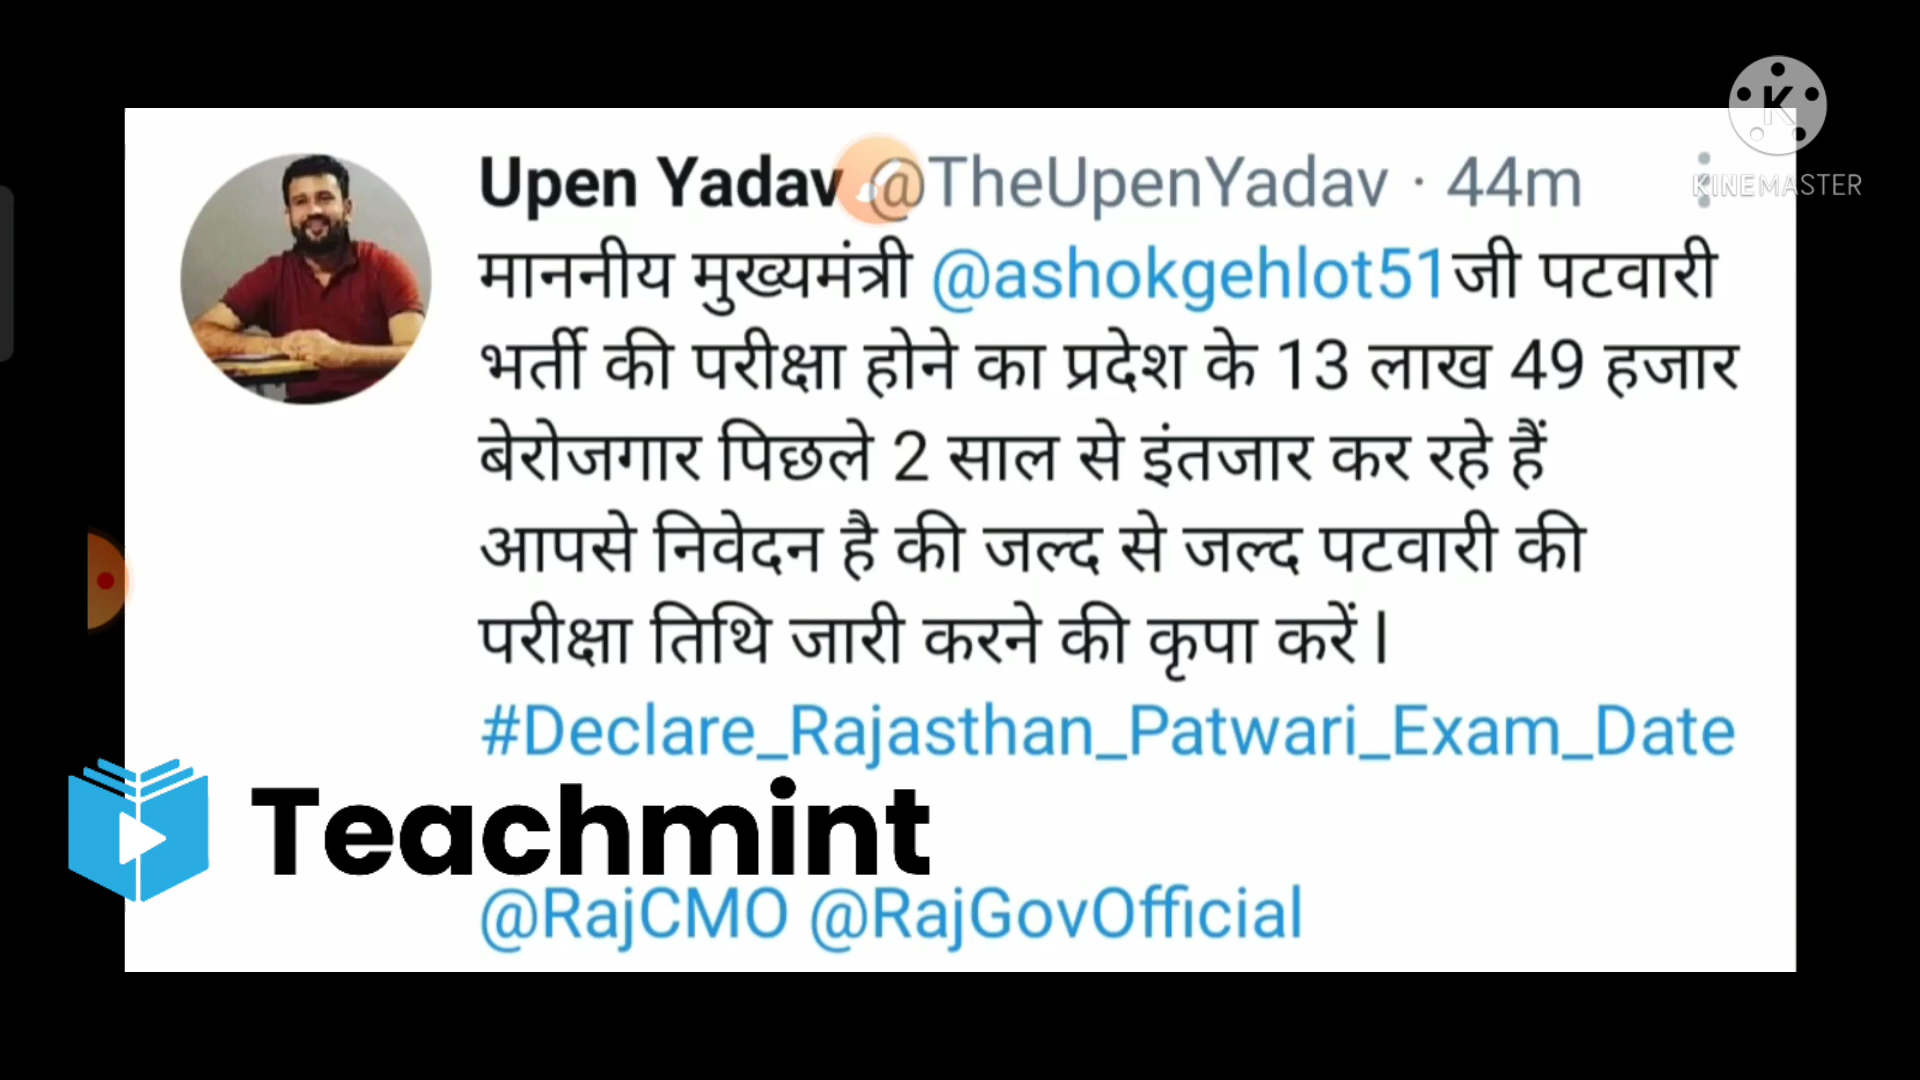 Upen Yadav @TheUpenYadav · 44m
माननीय मुख्यमंत्री @ashokgehlot51जी पटवारी
भर्ती की परीक्षा होने का प्रदेश के 13 लाख 49 हजार
बेरोजगार पिछले 2 साल से इंतजार कर रहे हैं
आपसे निवेदन है की जल्द से जल्द पटवारी की
परीक्षा तिथि जारी करने की कृपा करें।
#Declare_Rajasthan_Patwari_Exam_Date
Teachmint
@RajCMO @RajGovOfficial
K
KINEMASTER